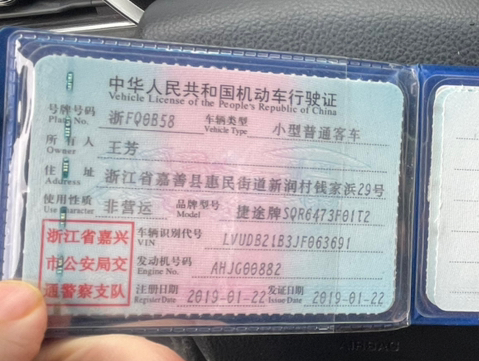 中华人民共和国机动车行驶证
Vehicle License of the People's Republic of China
号牌号码 浙FQ0B58 车辆类型 小型普通客车
Plate No. Vehicle Type
所有人 王芳
Owner
住址 浙江省嘉善县惠民街道新润村钱家浜29号
Address
使用性质 非营运 品牌型号 捷途牌SQR6473F01T2
Use Character Model
浙江省嘉兴 车辆识别代号 LVUDB21B3JF063691
VIN
市公安局交 发动机号码 AHJG00882
Engine No.
通警察支队 注册日期 2019-01-22 发证日期 2019-01-22
Register Date Issue Date
AIRBAG